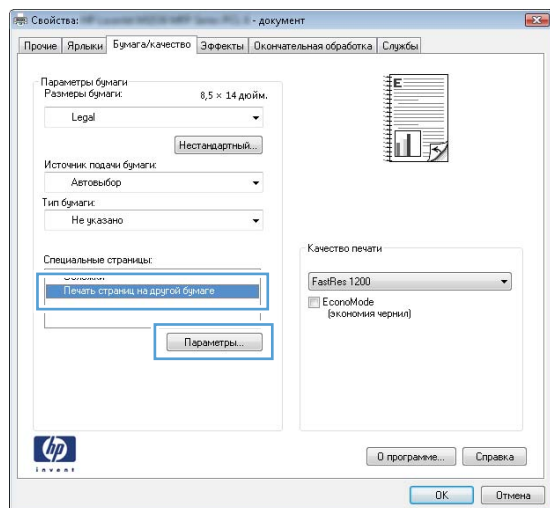 Свойства: - документ
Прочие Ярлыки Бумага/качество Эффекты Окончательная обработка Службы
Параметры бумаги
Размеры бумаги: 8,5 × 14 дюйм.
Legal
Нестандартный...
Источник подачи бумаги:
Автовыбор
Тип бумаги:
Не указано
Специальные страницы:
Печать страниц на другой бумаге
Параметры...
E
Качество печати
FastRes 1200
EconoMode
(экономия чернил)
hp
invent
О программе... Справка
OK Отмена